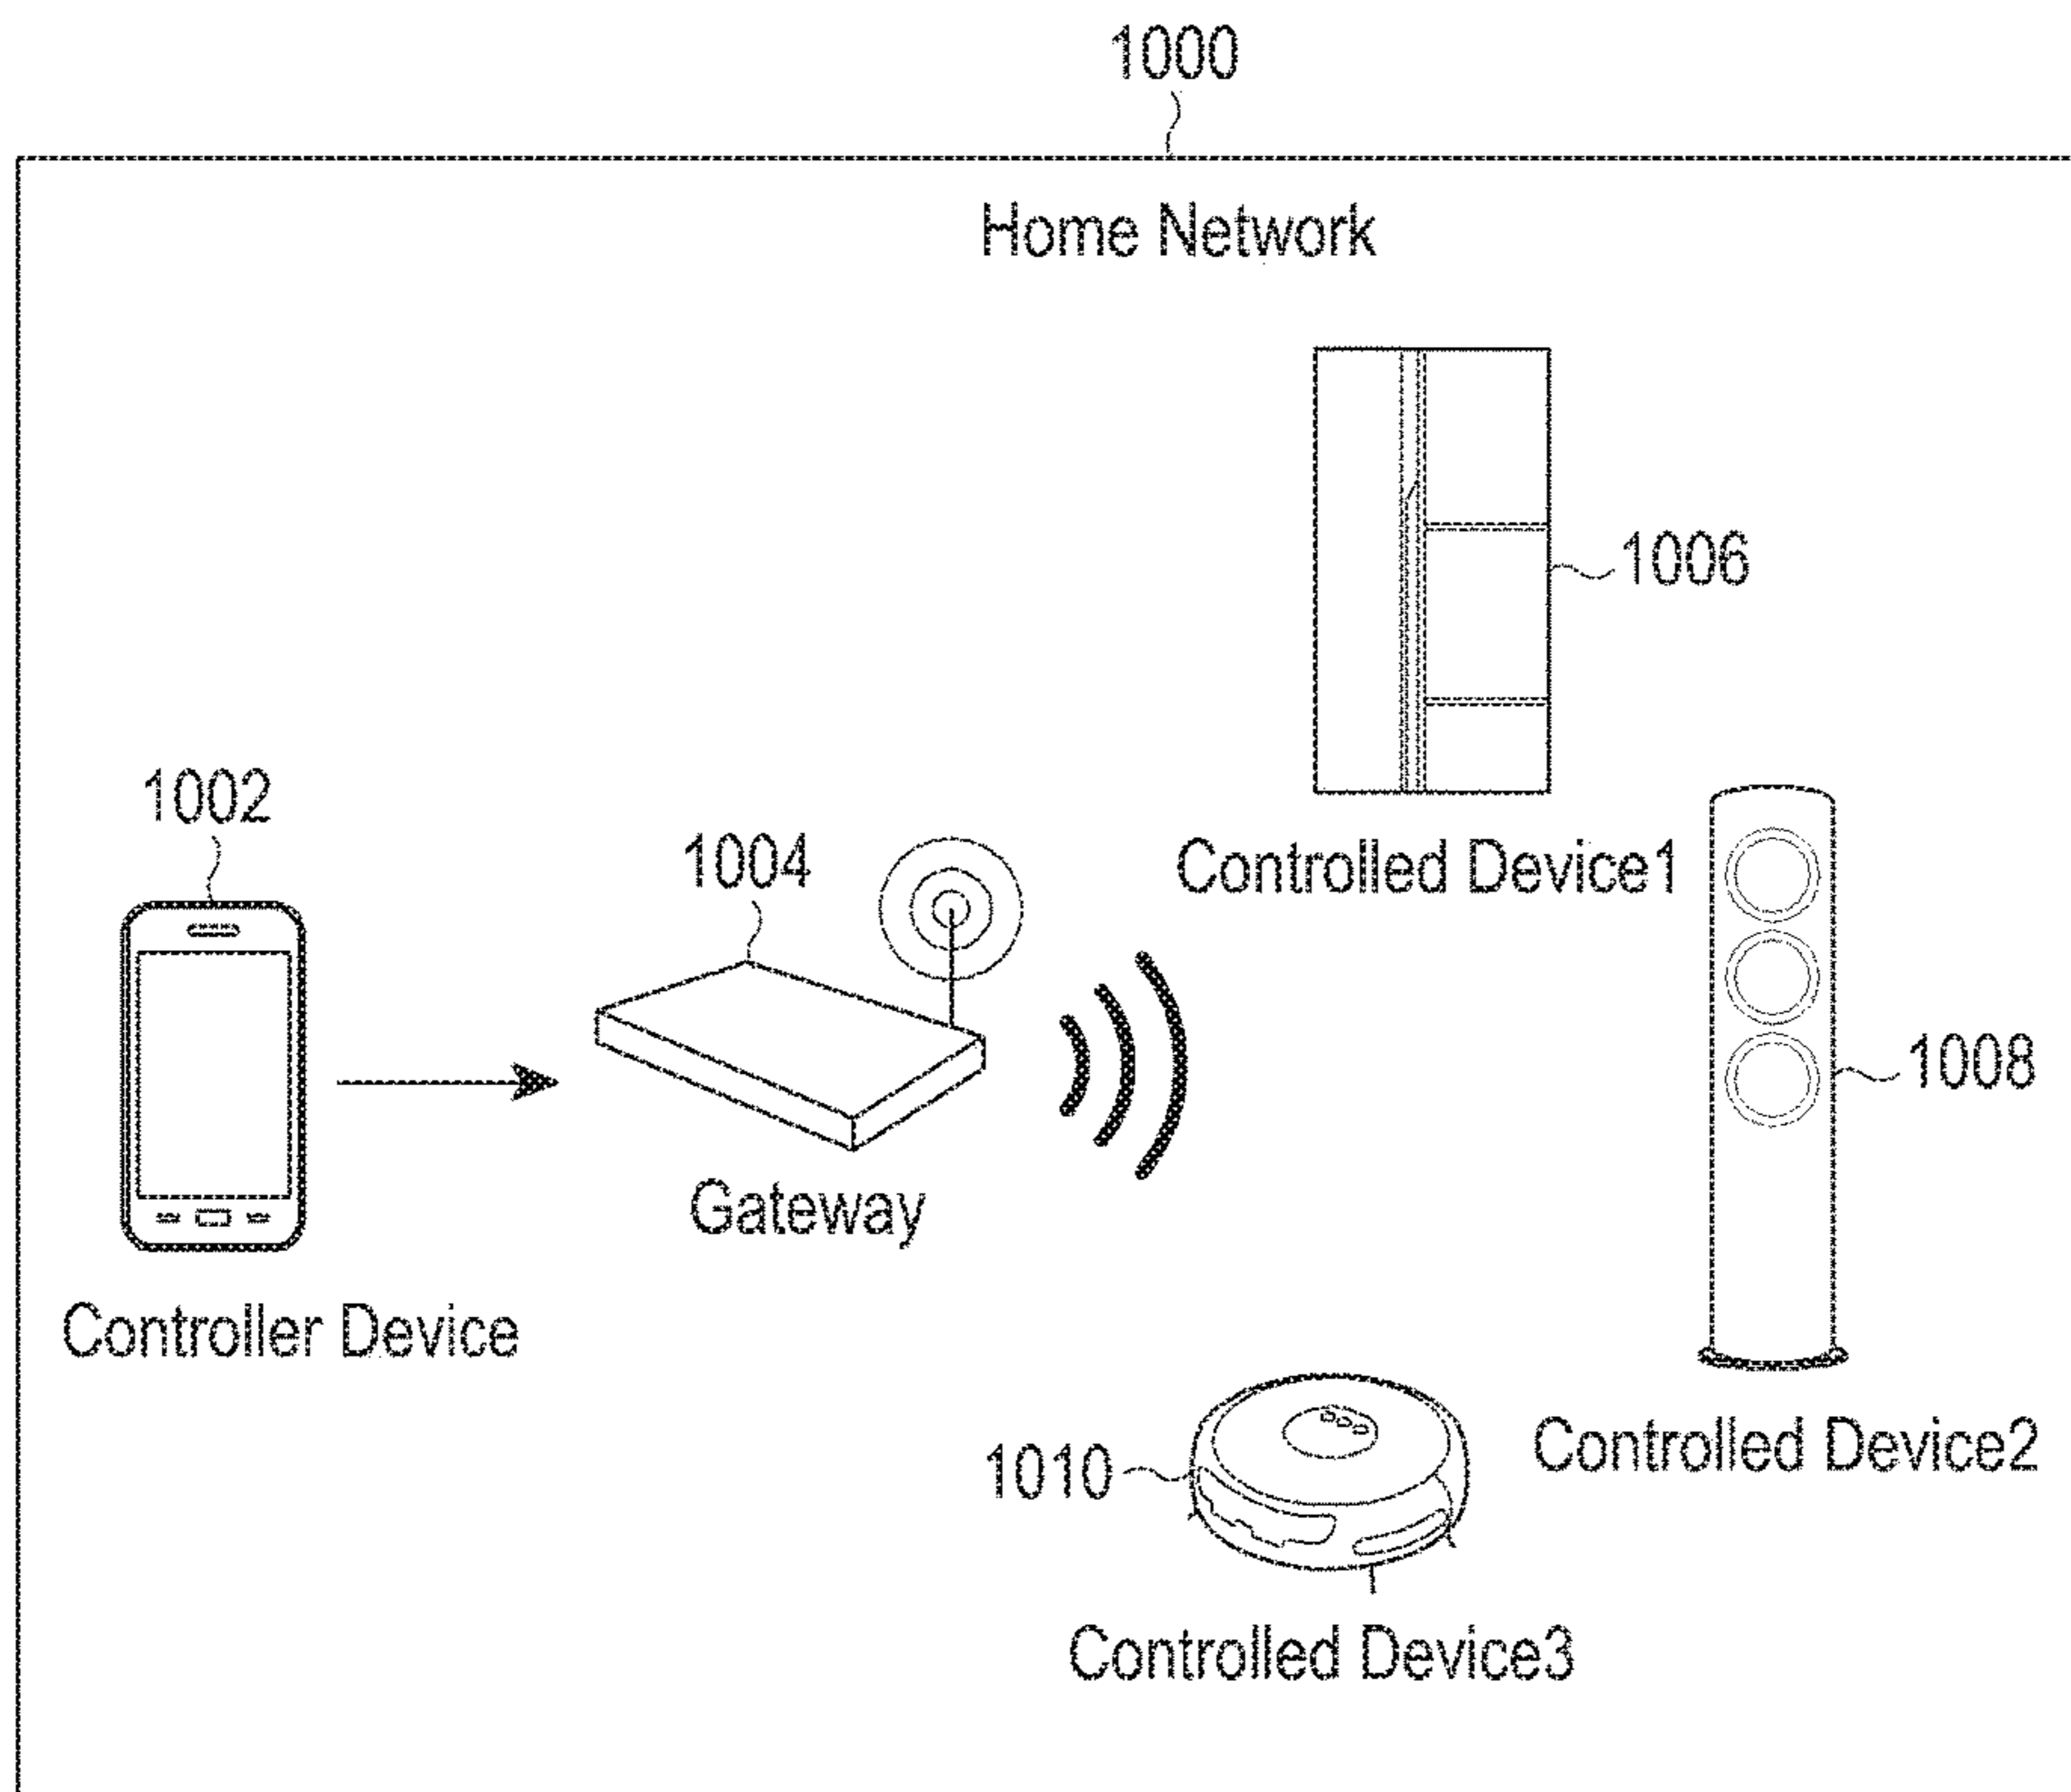 1000
Home Network
1006
1002
1004
Controlled Device1
1008
Gateway
Controller Device
1010
Controlled Device2
Controlled Device3